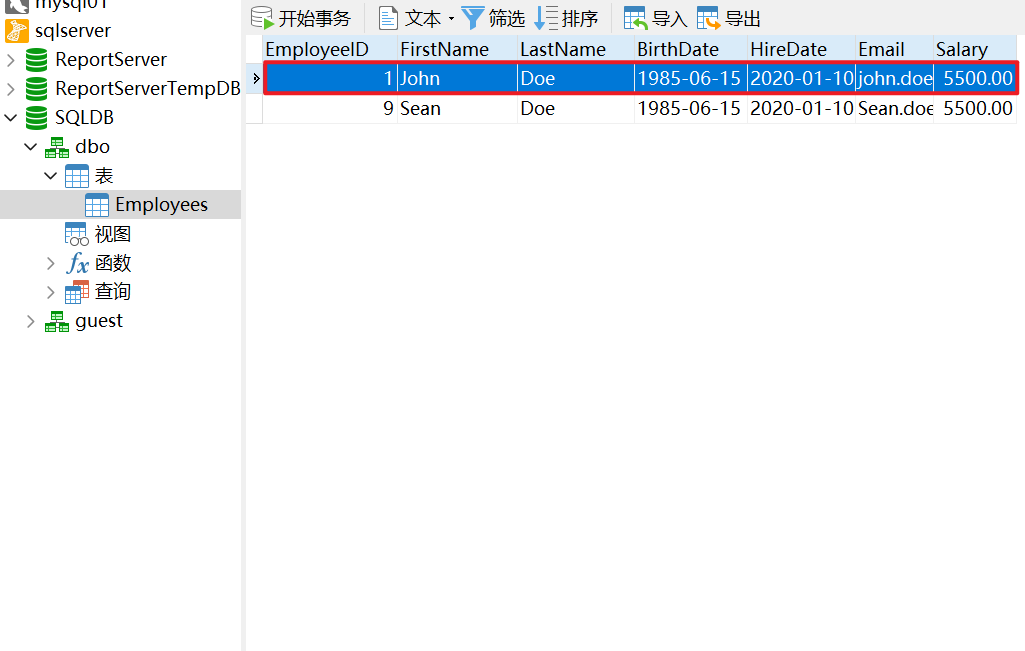 mysql01
sqlserver
ReportServer
ReportServerTempDB
SQLDB
dbo
表
Employees
视图
fx 函数
查询
guest
开始事务 文本 筛选 排序 导入 导出
EmployeeID FirstName LastName BirthDate HireDate Email Salary
1 John Doe 1985-06-15 2020-01-10 john.doe 5500.00
9 Sean Doe 1985-06-15 2020-01-10 Sean.doe 5500.00